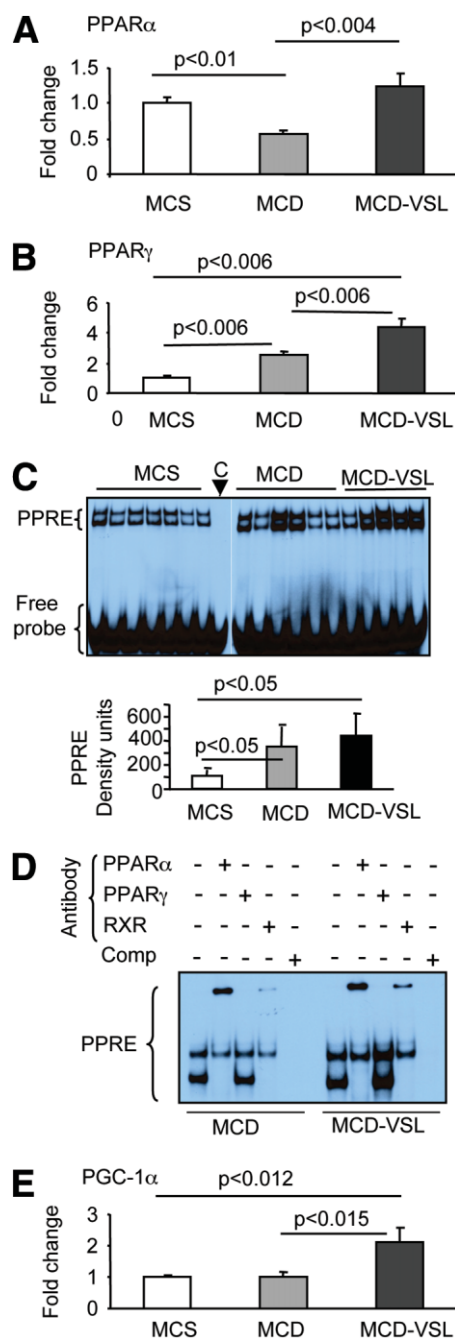 A PPARα
p<0.004
p<0.01
Fold change
1.0
0.5
0
MCS MCD MCD-VSL
B PPARγ
p<0.006
p<0.006
p<0.006
Fold change
6
4
2
0
0 MCS MCD MCD-VSL
C MCS C MCD MCD-VSL
PPRE
Free
probe
p<0.05
p<0.05
PPRE
Density units
600
400
200
0
MCS MCD MCD-VSL
D Antibody
PPARα - + - - - - + - - -
PPARγ - - + - - - - + - -
RXR - - - + - - - - + -
Comp - - - - + - - - - +
PPRE
MCD MCD-VSL
E PGC-1α
p<0.012
p<0.015
Fold change
3
2
1
0
MCS MCD MCD-VSL